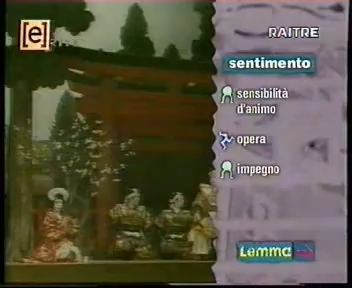 [e]
RAITRE
sentimento
sensibilità
d'animo
opera
impegno
Lemma